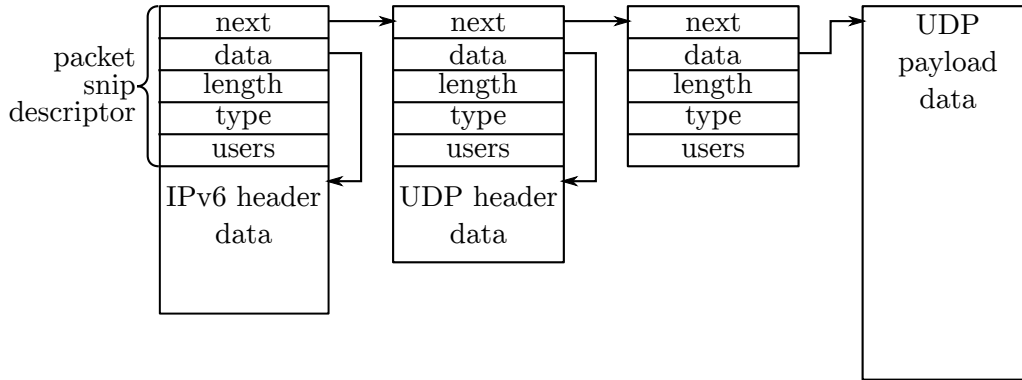 packet
snip
descriptor
next
data
length
type
users
IPv6 header
data
next
data
length
type
users
UDP header
data
next
data
length
type
users
UDP
payload
data